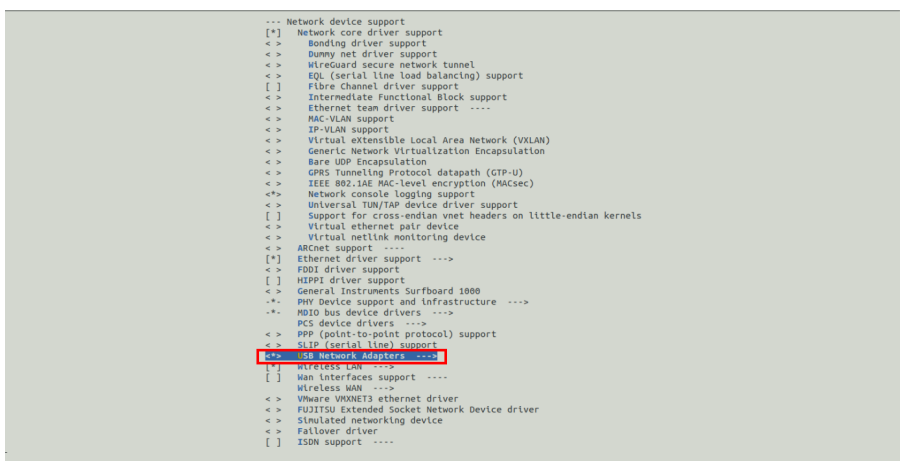 --- Network device support
[*] Network core driver support
< > Bonding driver support
< > Dummy net driver support
< > WireGuard secure network tunnel
< > EQL (serial line load balancing) support
[ ] Fibre Channel driver support
< > Intermediate Functional Block support
< > Ethernet team driver support ----
< > MAC-VLAN support
< > IP-VLAN support
< > Virtual eXtensible Local Area Network (VXLAN)
< > Generic Network Virtualization Encapsulation
< > Bare UDP Encapsulation
< > GPRS Tunneling Protocol datapath (GTP-U)
< > IEEE 802.1AE MAC-level encryption (MACsec)
<*> Network console logging support
< > Universal TUN/TAP device driver support
[ ] Support for cross-endian vnet headers on little-endian kernels
< > Virtual ethernet pair device
< > Virtual netlink monitoring device
< > ARCnet support ----
[*] Ethernet driver support --->
< > FDDI driver support
[ ] HIPPI driver support
< > General Instruments Surfboard 1000
-*- PHY Device support and infrastructure --->
-*- MDIO bus device drivers --->
PCS device drivers --->
< > PPP (point-to-point protocol) support
< > SLIP (serial line) support
<*> USB Network Adapters --->
[*] Wireless LAN --->
[ ] Wan interfaces support ----
Wireless WAN --->
< > VMware VMXNET3 ethernet driver
< > FUJITSU Extended Socket Network Device driver
< > Simulated networking device
< > Failover driver
[ ] ISDN support ----